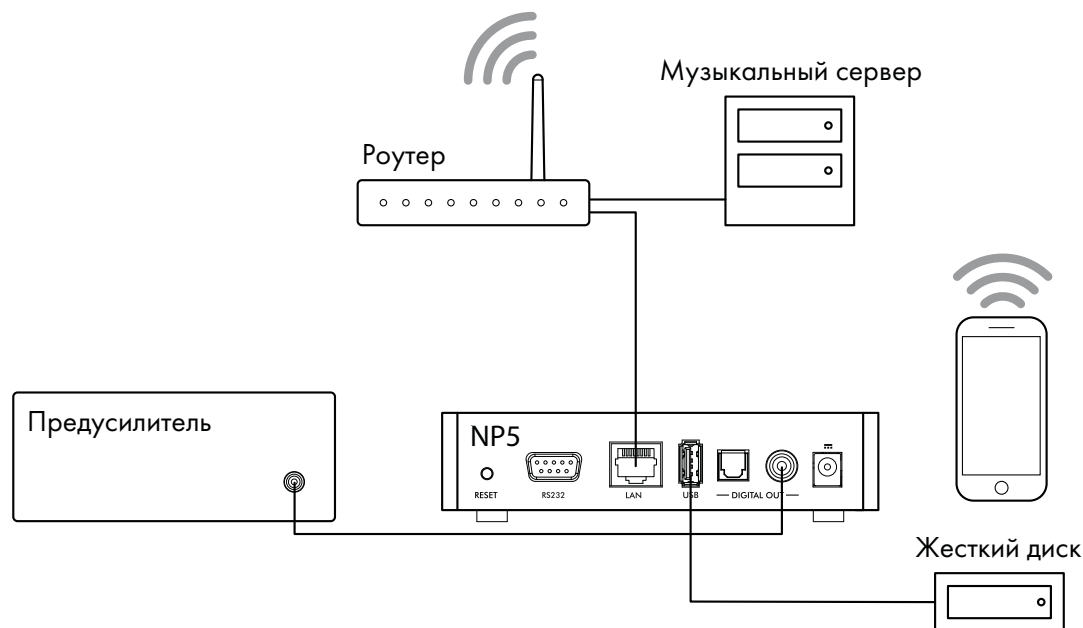 Музыкальный сервер
Роутер
Предусилитель
NP5
RESET
RS232
LAN
USB
DIGITAL OUT
Жесткий диск